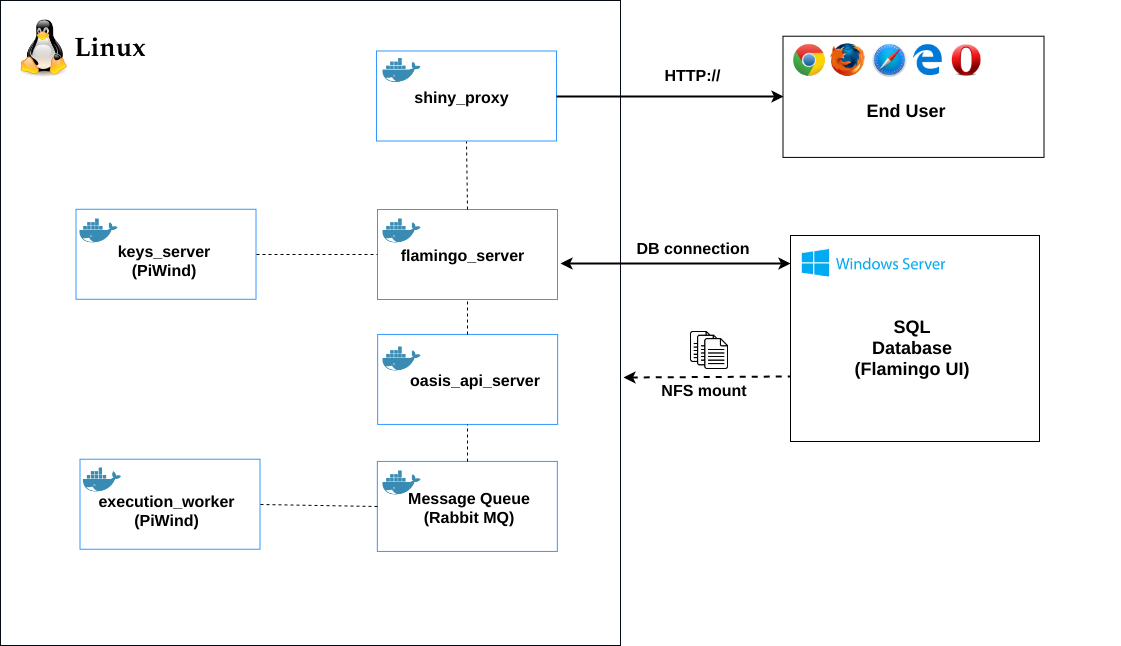 Linux
shiny_proxy
HTTP://
End User
keys_server
(PiWind)
flamingo_server
DB connection
Windows Server
SQL
Database
(Flamingo UI)
oasis_api_server
NFS mount
execution_worker
(PiWind)
Message Queue
(Rabbit MQ)